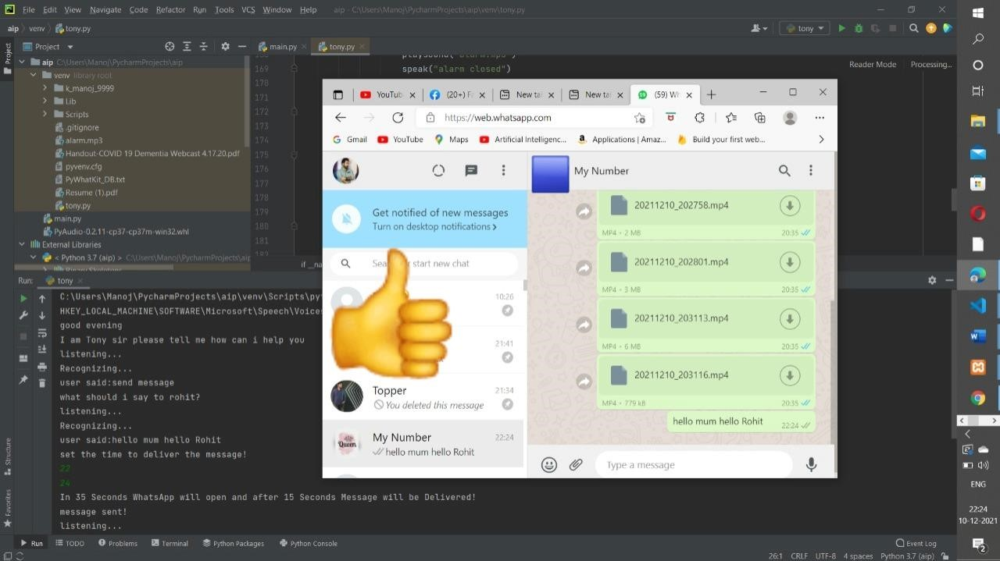 File Edit View Navigate Code Refactor Run Tools VCS Window Help aip - C:\Users\Manoj\PycharmProjects\aip\venv\tony.py
aip venv tony.py
tony
Project
main.py
tony.py
Reader Mode Processing...
aip C:\Users\Manoj\PycharmProjects\aip
venv library root
k_manoj_9999
Lib
Scripts
.gitignore
alarm.mp3
Handout-COVID 19 Dementia Webcast 4.17.20.pdf
pyvenv.cfg
PyWhatKit_DB.txt
Resume (1).pdf
tony.py
main.py
PyAudio-0.2.11-cp37-cp37m-win32.whl
External Libraries
< Python 3.7 (aip) > C:\Users\Manoj\PycharmProjects\aip
169 speak("alarm closed")
170
171
172
173
174
175
176
177
178
179
180
181
Project
Structure
Favorites
Run: tony
C:\Users\Manoj\PycharmProjects\aip\venv\Scripts\py
HKEY_LOCAL_MACHINE\SOFTWARE\Microsoft\Speech\Voices
good evening
I am Tony sir please tell me how can i help you
listening...
Recognizing...
user said:send message
what should i say to rohit?
listening...
Recognizing...
user said:hello mum hello Rohit
set the time to deliver the message!
22
24
In 35 Seconds WhatsApp will open and after 15 Seconds Message will be Delivered!
message sent!
listening...
YouTub
(20+) Fa
New ta
New ta
(59) Wh
https://web.whatsapp.com
Gmail YouTube Maps Artificial Intelligenc... Applications | Amaz... Build your first web...
Get notified of new messages
Turn on desktop notifications
start new chat
10:26
21:41
Topper 21:34
You deleted this message
My Number 22:24
Queen
hello mum hello Rohit
My Number
20211210_202758.mp4
MP4 • 2 MB 20:35
20211210_202801.mp4
MP4 • 3 MB 20:35
20211210_203113.mp4
MP4 • 6 MB 20:35
20211210_203116.mp4
MP4 • 779 kB 20:35
hello mum hello Rohit 22:24
Type a message
Run TODO Problems Terminal Python Packages Python Console Event Log
26:1 CRLF UTF-8 4 spaces Python 3.7 (aip)
ENG
22:24
10-12-2021
2